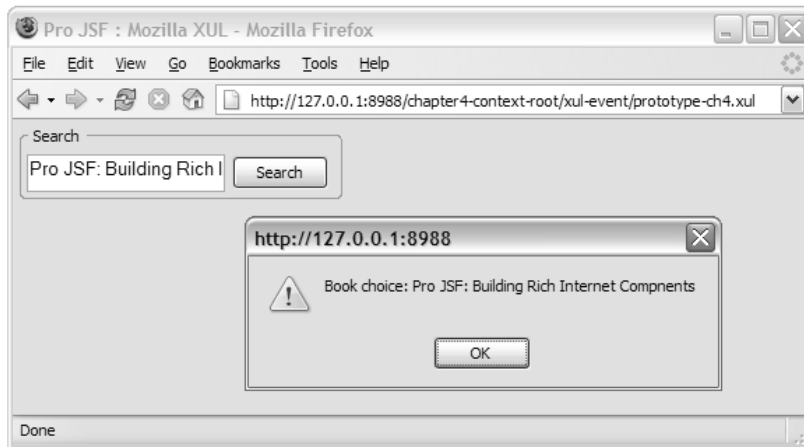 Pro JSF : Mozilla XUL - Mozilla Firefox
File Edit View Go Bookmarks Tools Help
http://127.0.0.1:8988/chapter4-context-root/xul-event/prototype-ch4.xul
Search
Pro JSF: Building Rich I
Search
http://127.0.0.1:8988
Book choice: Pro JSF: Building Rich Internet Compnents
OK
Done